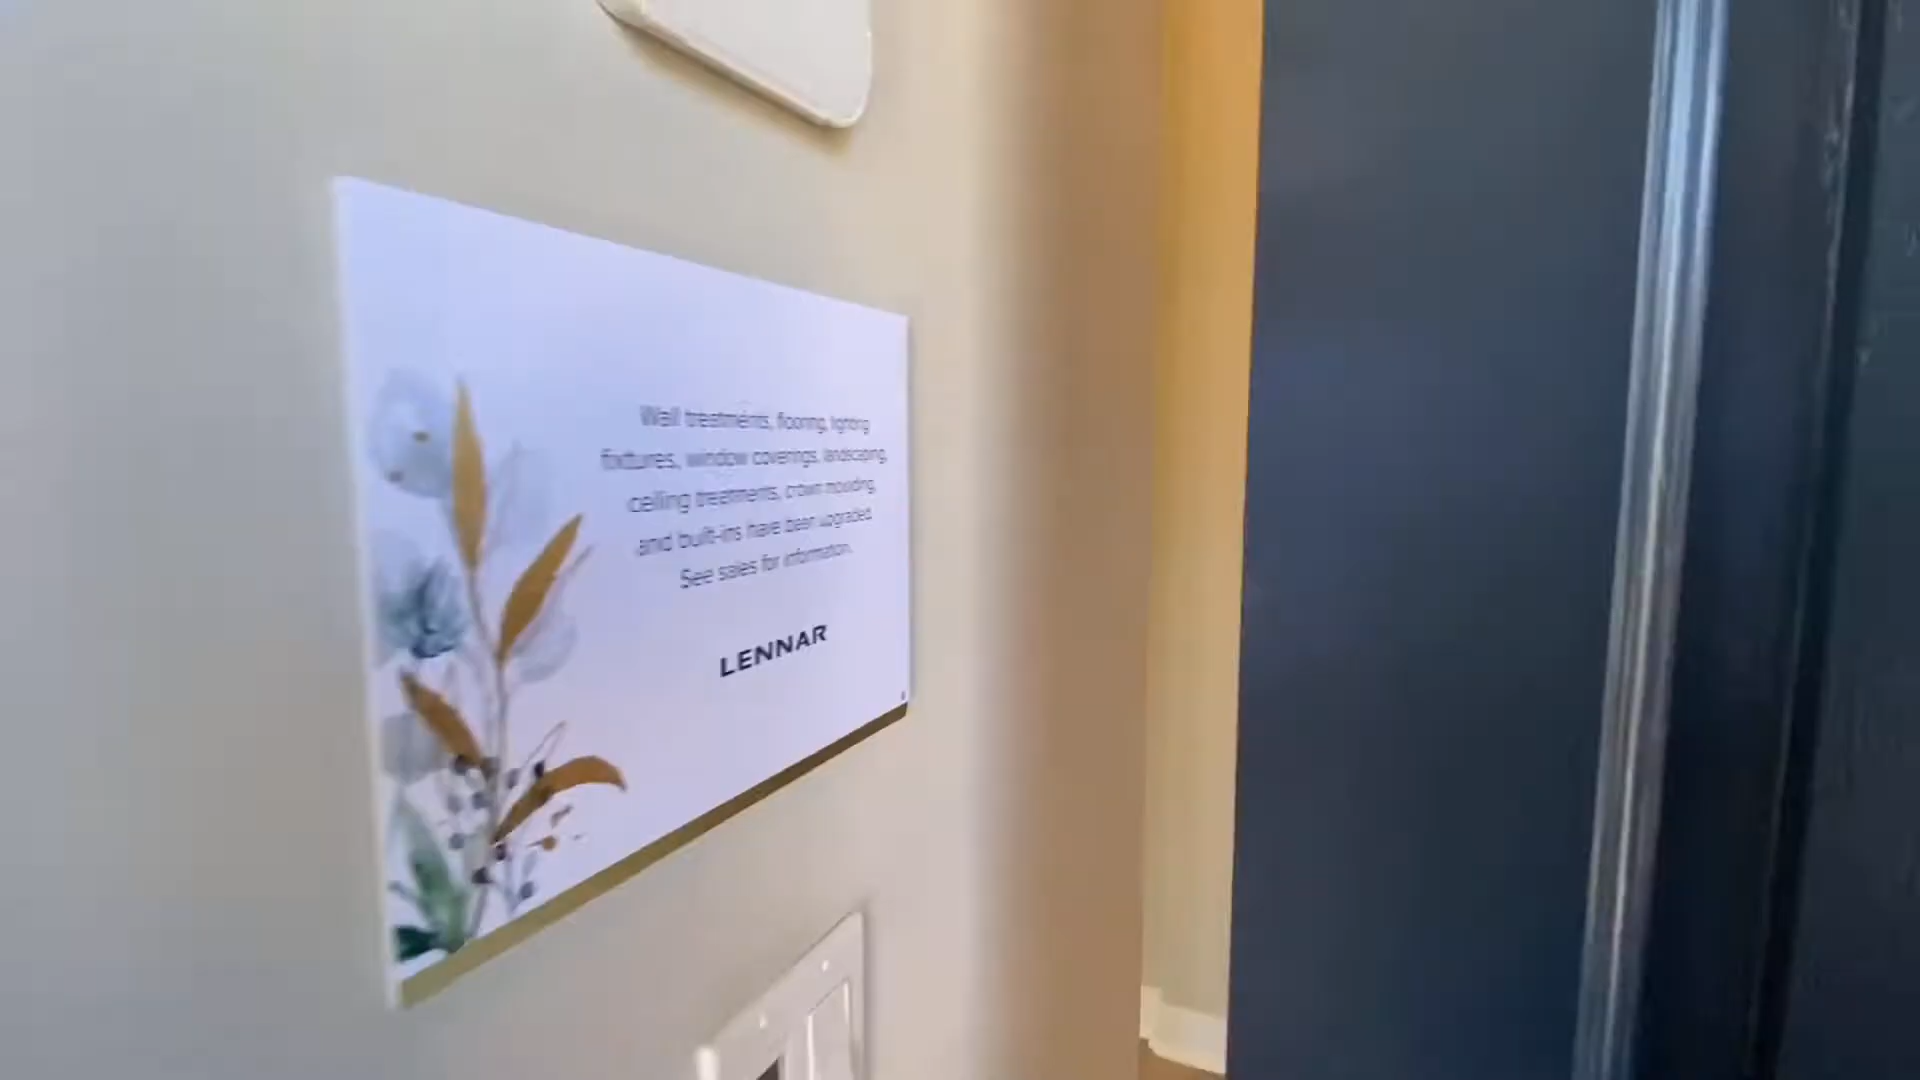 Wall treatments, flooring, lighting
fixtures, window coverings, landscaping,
ceiling treatments, crown moulding,
and built-ins have been upgraded.
See sales for information.
LENNAR